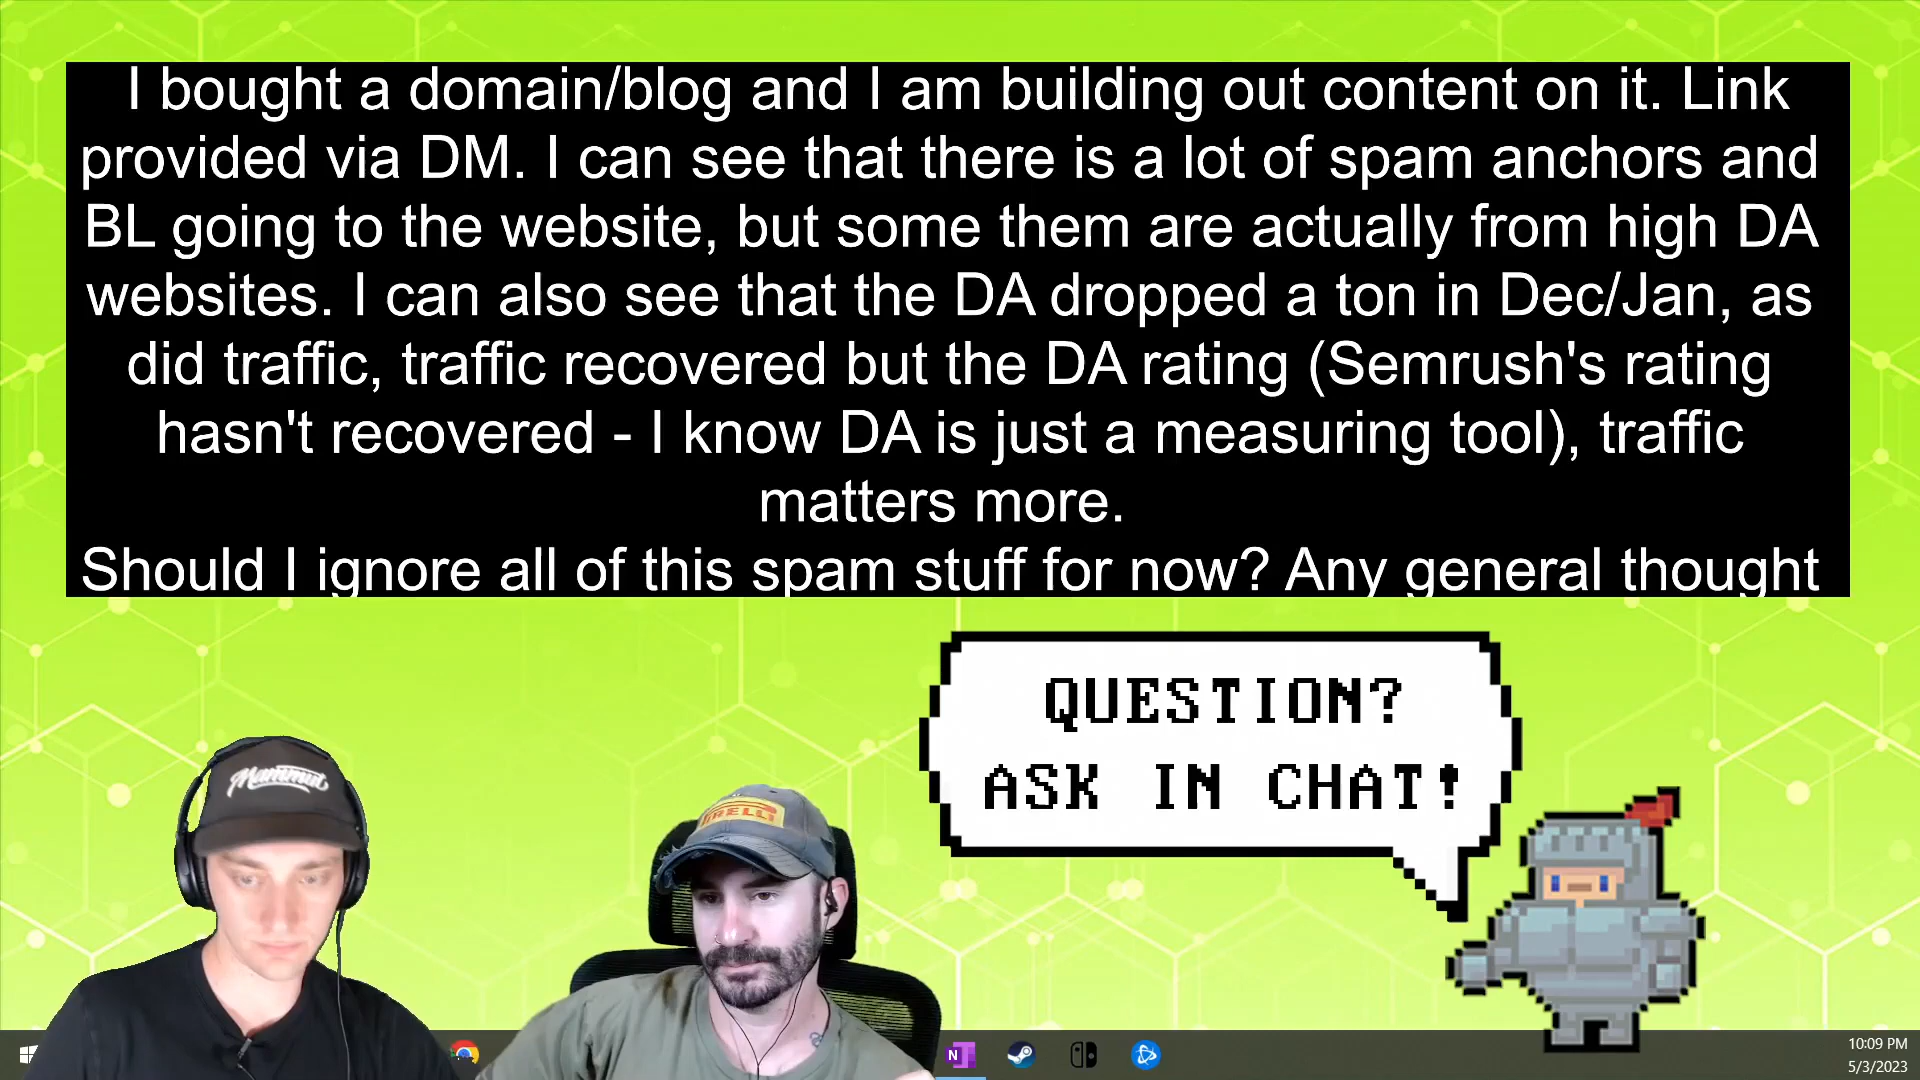 I bought a domain/blog and I am building out content on it. Link
provided via DM. I can see that there is a lot of spam anchors and
BL going to the website, but some them are actually from high DA
websites. I can also see that the DA dropped a ton in Dec/Jan, as
did traffic, traffic recovered but the DA rating (Semrush's rating
hasn't recovered - I know DA is just a measuring tool), traffic
matters more.
Should I ignore all of this spam stuff for now? Any general thought
QUESTION?
ASK IN CHAT!
Mammut
PIRELLI
N
10:09 PM
5/3/2023